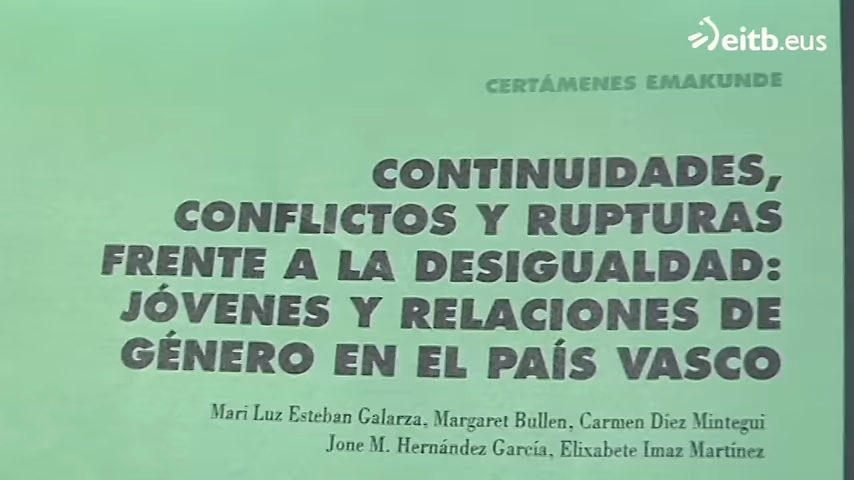 eitb.eus
CERTÁMENES EMAKUNDE
CONTINUIDADES,
CONFLICTOS Y RUPTURAS
FRENTE A LA DESIGUALDAD:
JÓVENES Y RELACIONES DE
GÉNERO EN EL PAÍS VASCO
Mari Luz Esteban Galarza, Margaret Bullen, Carmen Díez Mintegui
Jone M. Hernández García, Elixabete Imaz Martínez